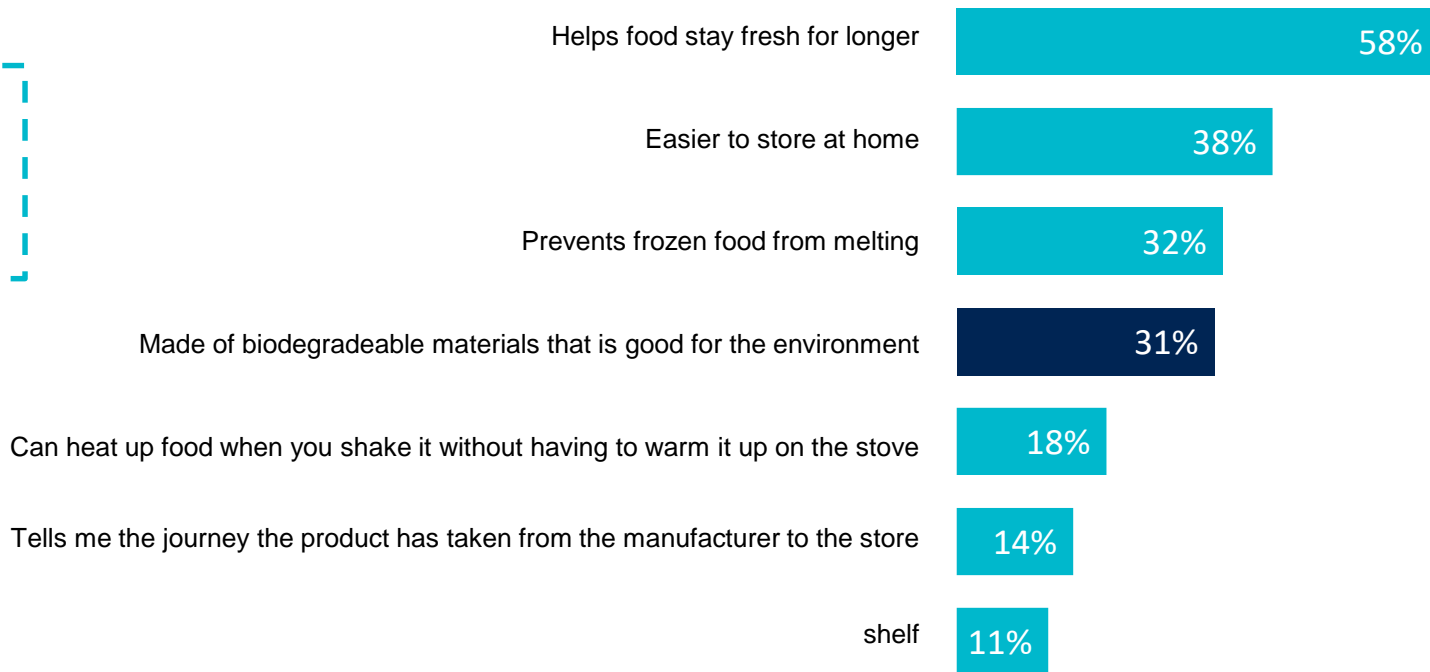 Helps food stay fresh for longer 58%
Easier to store at home 38%
Prevents frozen food from melting 32%
Made of biodegradeable materials that is good for the environment 31%
Can heat up food when you shake it without having to warm it up on the stove 18%
Tells me the journey the product has taken from the manufacturer to the store 14%
shelf 11%